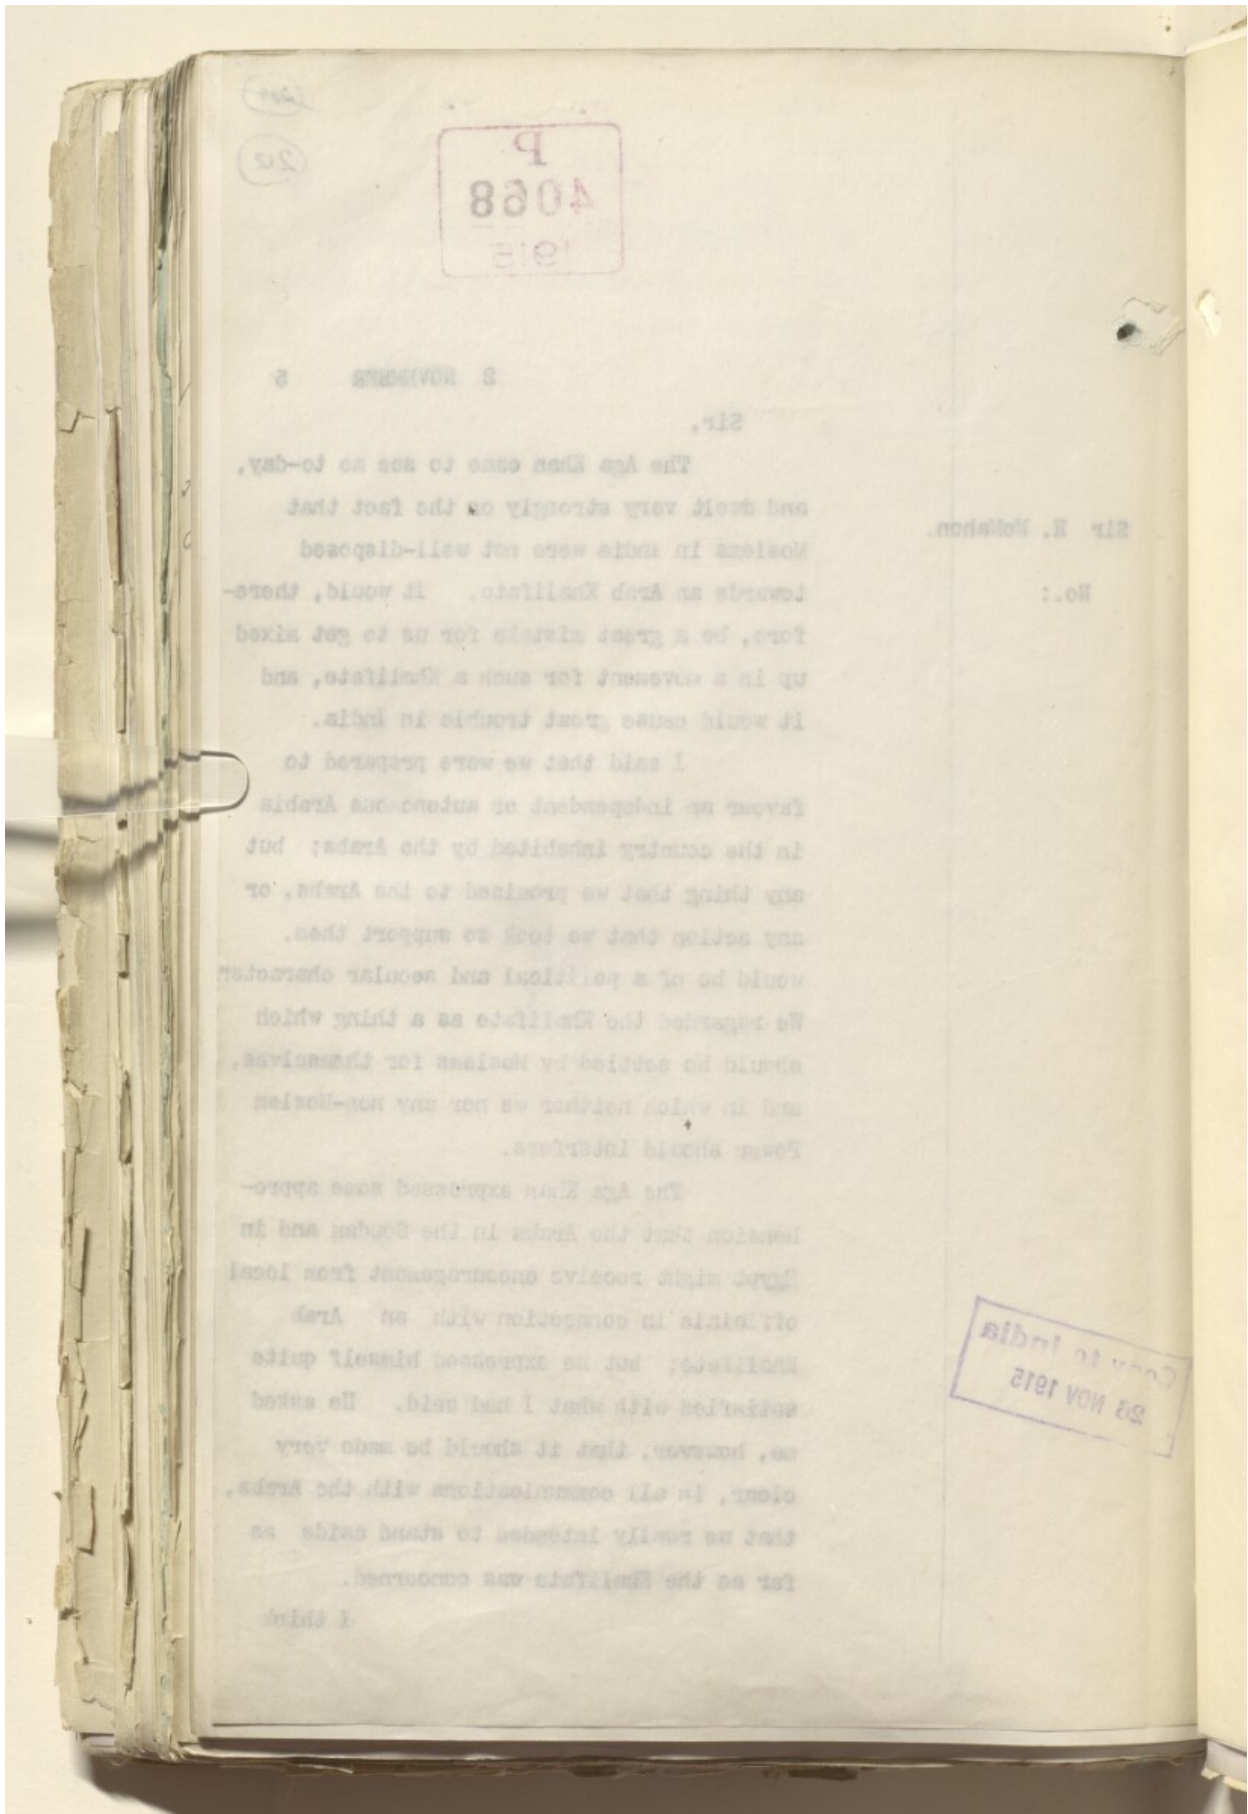 P
4068
1915
212
2 NOVEMBER 5
Sir,
The Aga Khan came to see me to-day,
and dwelt very strongly on the fact that
Moslems in India were not well-disposed
towards an Arab Khalifate. It would, there-
fore, be a great mistake for us to get mixed
up in a movement for such a Khalifate, and
it would cause great trouble in India.
I said that we were prepared to
favour an independent or autonomous Arabia
in the country inhabited by the Arabs; but
any thing that we promised to the Arabs, or
any action that we took to support them,
would be of a political and secular character
We regarded the Khalifate as a thing which
should be settled by Moslems for themselves,
and in which neither we nor any non-Moslem
Power should interfere.
The Aga Khan expressed some appre-
hension that the Arabs in the Soudan and in
Egypt might receive encouragement from local
officials in connection with an Arab
Khalifate; but he expressed himself quite
satisfied with what I had said. He asked
me, however, that it should be made very
clear, in all communications with the Arabs,
that we really intended to stand aside as
far as the Khalifate was concerned.
I think
Sir H. McMahon.
No.:
Copy to India
26 NOV 1915